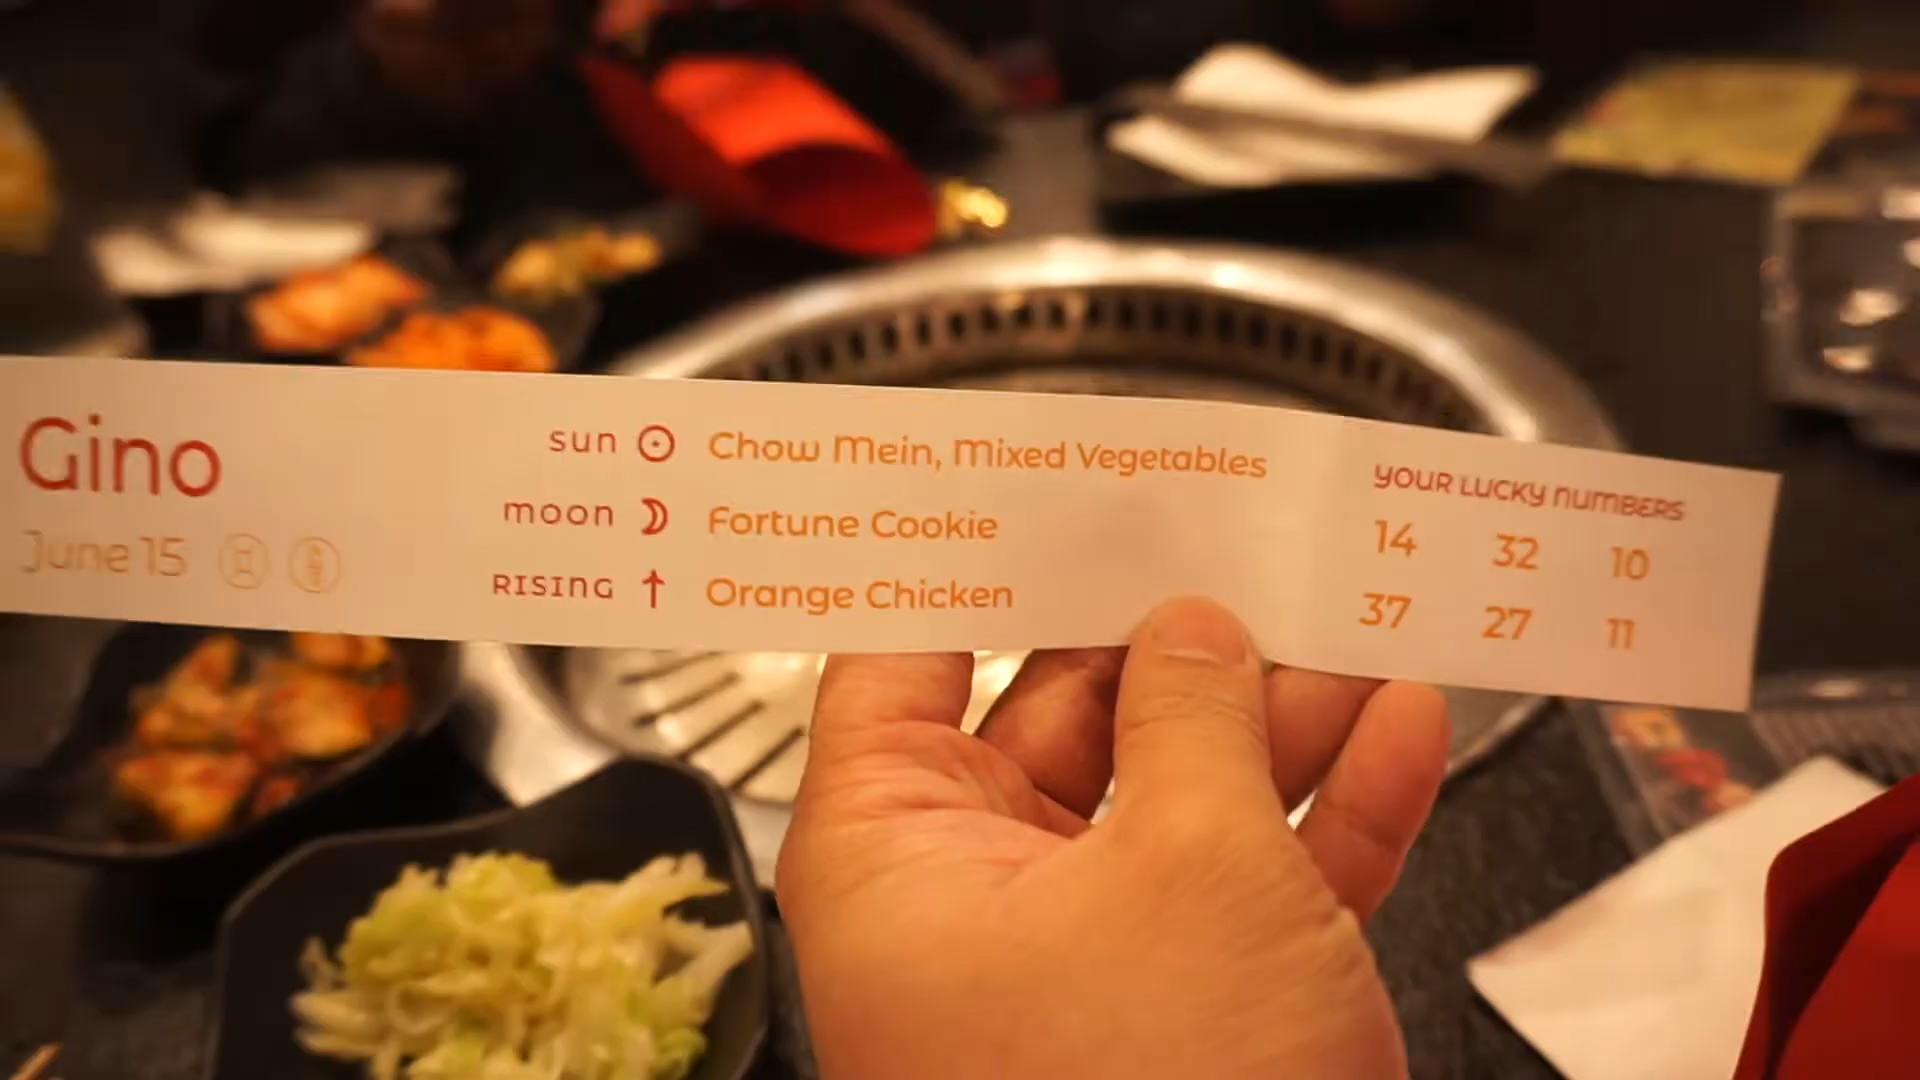 Gino
June 15
sun Chow Mein, Mixed Vegetables
moon Fortune Cookie
RISING Orange Chicken
YOUR LUCKY NUMBERS
14 32 10
37 27 11